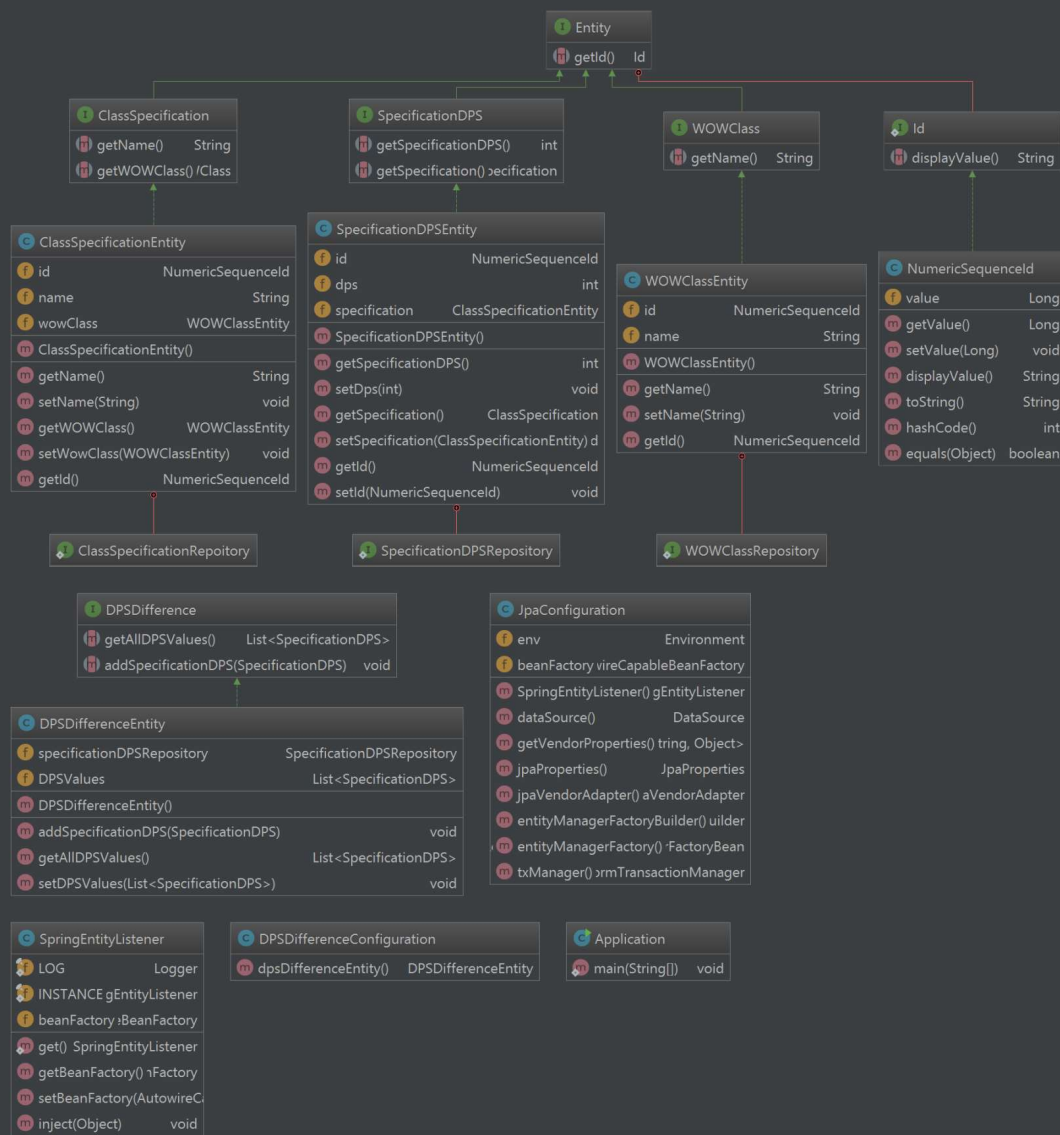 Entity
getId() Id
ClassSpecification
getName() String
getWOWClass() /Class
SpecificationDPS
getSpecificationDPS() int
getSpecification() pecification
WOWClass
getName() String
Id
displayValue() String
ClassSpecificationEntity
id NumericSequenceId
name String
wowClass WOWClassEntity
ClassSpecificationEntity()
getName() String
setName(String) void
getWOWClass() WOWClassEntity
setWowClass(WOWClassEntity) void
getId() NumericSequenceId
SpecificationDPSEntity
id NumericSequenceId
dps int
specification ClassSpecificationEntity
SpecificationDPSEntity()
getSpecificationDPS() int
setDps(int) void
getSpecification() ClassSpecification
setSpecification(ClassSpecificationEntity) d
getId() NumericSequenceId
setId(NumericSequenceId) void
WOWClassEntity
id NumericSequenceId
name String
WOWClassEntity()
getName() String
setName(String) void
getId() NumericSequenceId
NumericSequenceId
value Long
getValue() Long
setValue(Long) void
displayValue() String
toString() String
hashCode() int
equals(Object) boolean
ClassSpecificationRepoitory
SpecificationDPSRepository
WOWClassRepository
DPSDifference
getAllDPSValues() List<SpecificationDPS>
addSpecificationDPS(SpecificationDPS) void
DPSDifferenceEntity
specificationDPSRepository SpecificationDPSRepository
DPSValues List<SpecificationDPS>
DPSDifferenceEntity()
addSpecificationDPS(SpecificationDPS) void
getAllDPSValues() List<SpecificationDPS>
setDPSValues(List<SpecificationDPS>) void
JpaConfiguration
env Environment
beanFactory wireCapableBeanFactory
SpringEntityListener() gEntityListener
dataSource() DataSource
getVendorProperties() tring, Object>
jpaProperties() JpaProperties
jpaVendorAdapter() aVendorAdapter
entityManagerFactoryBuilder() uilder
entityManagerFactory() FactoryBean
txManager() ormTransactionManager
SpringEntityListener
LOG Logger
INSTANCE gEntityListener
beanFactory eBeanFactory
get() SpringEntityListener
getBeanFactory() nFactory
setBeanFactory(AutowireCa
inject(Object) void
DPSDifferenceConfiguration
dpsDifferenceEntity() DPSDifferenceEntity
Application
main(String[]) void